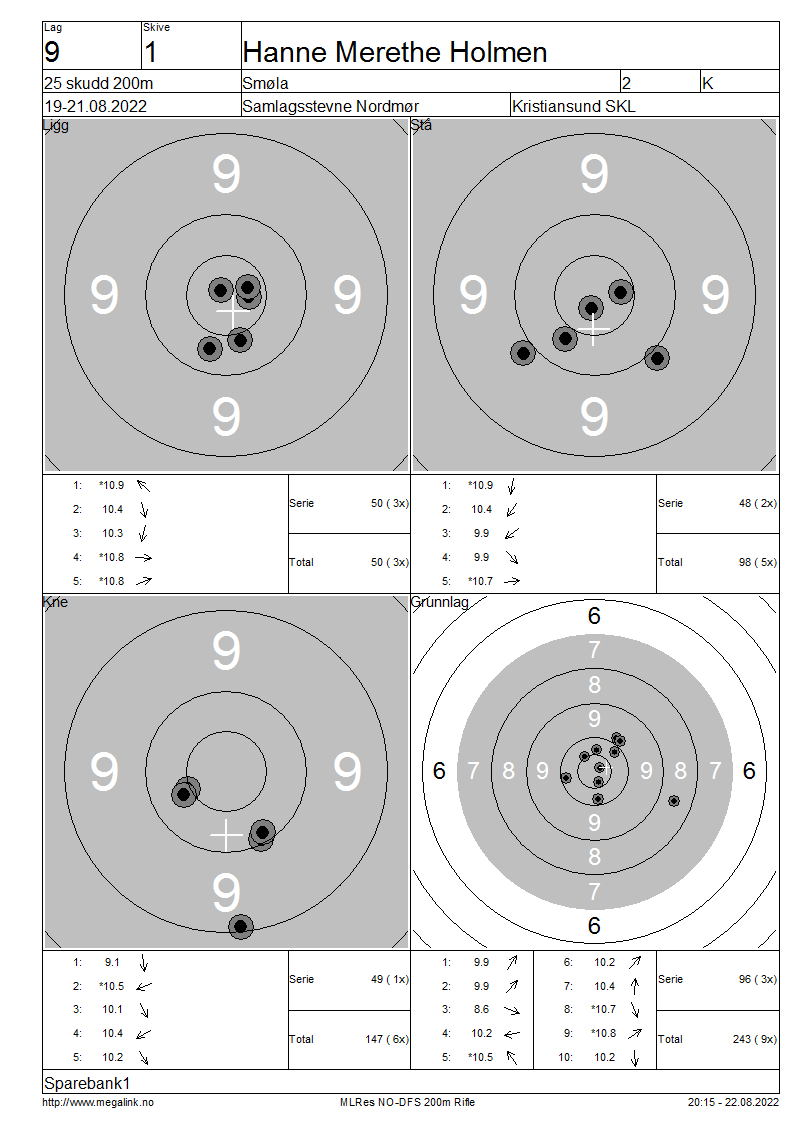 Lag
Skive
9
1
Hanne Merethe Holmen
25 skudd 200m
Smøla
2
K
19-21.08.2022
Samlagsstevne Nordmør
Kristiansund SKL
Ligg
9
9
9
9
Stå
9
9
9
9
1: *10.9
2: 10.4
3: 10.3
4: *10.8
5: *10.8
Serie 50 ( 3x)
Total 50 ( 3x)
1: *10.9
2: 10.4
3: 9.9
4: 9.9
5: *10.7
Serie 48 ( 2x)
Total 98 ( 5x)
Kne
9
9
9
9
Grunnlag
6
7
8
9
6 7 8 9 9 8 7 6
9
8
7
6
1: 9.1
2: *10.5
3: 10.1
4: 10.4
5: 10.2
Serie 49 ( 1x)
Total 147 ( 6x)
1: 9.9 6: 10.2
2: 9.9 7: 10.4
3: 8.6 8: *10.7
4: 10.2 9: *10.8
5: *10.5 10: 10.2
Serie 96 ( 3x)
Total 243 ( 9x)
Sparebank1
http://www.megalink.no
MLRes NO-DFS 200m Rifle
20:15 - 22.08.2022